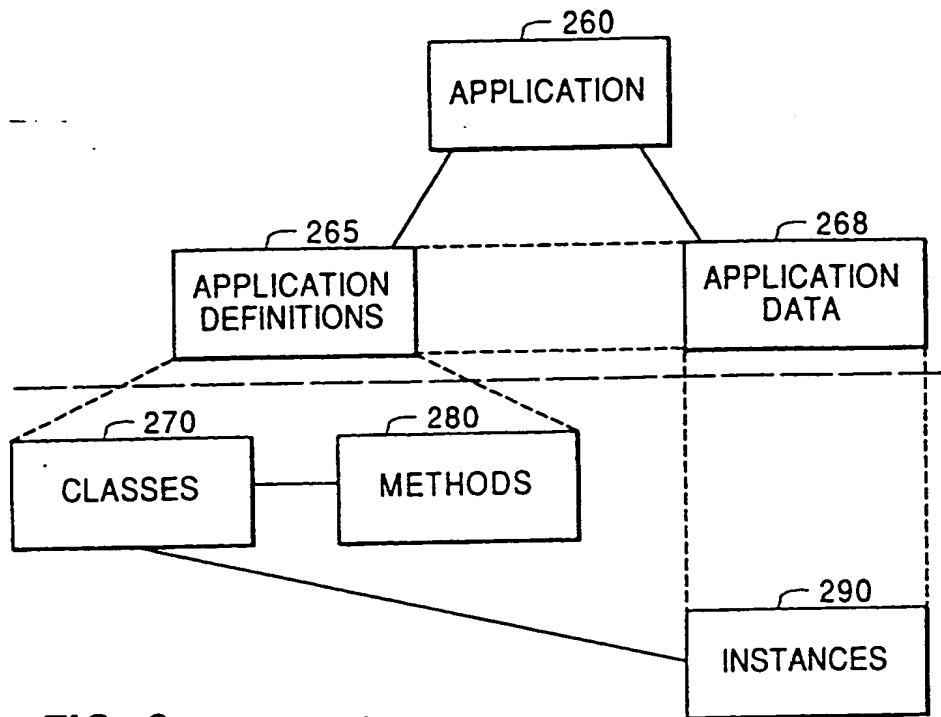 260
APPLICATION
265
APPLICATION
DEFINITIONS
268
APPLICATION
DATA
270
CLASSES
280
METHODS
290
INSTANCES